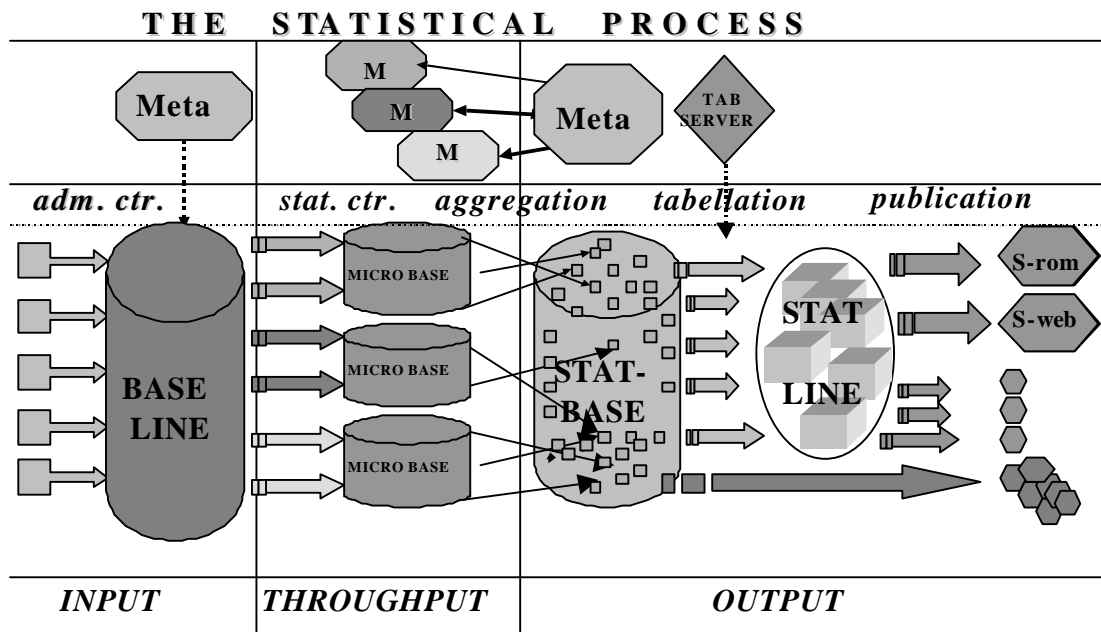 THE STATISTICAL PROCESS
M
Meta
M
Meta
TAB
SERVER
M
adm. ctr.
stat. ctr.
aggregation
tabellation
publication
MICRO BASE
S-rom
STAT
S-web
MICRO BASE
BASE
LINE
STAT-
BASE
LINE
MICRO BASE
INPUT
THROUGHPUT
OUTPUT